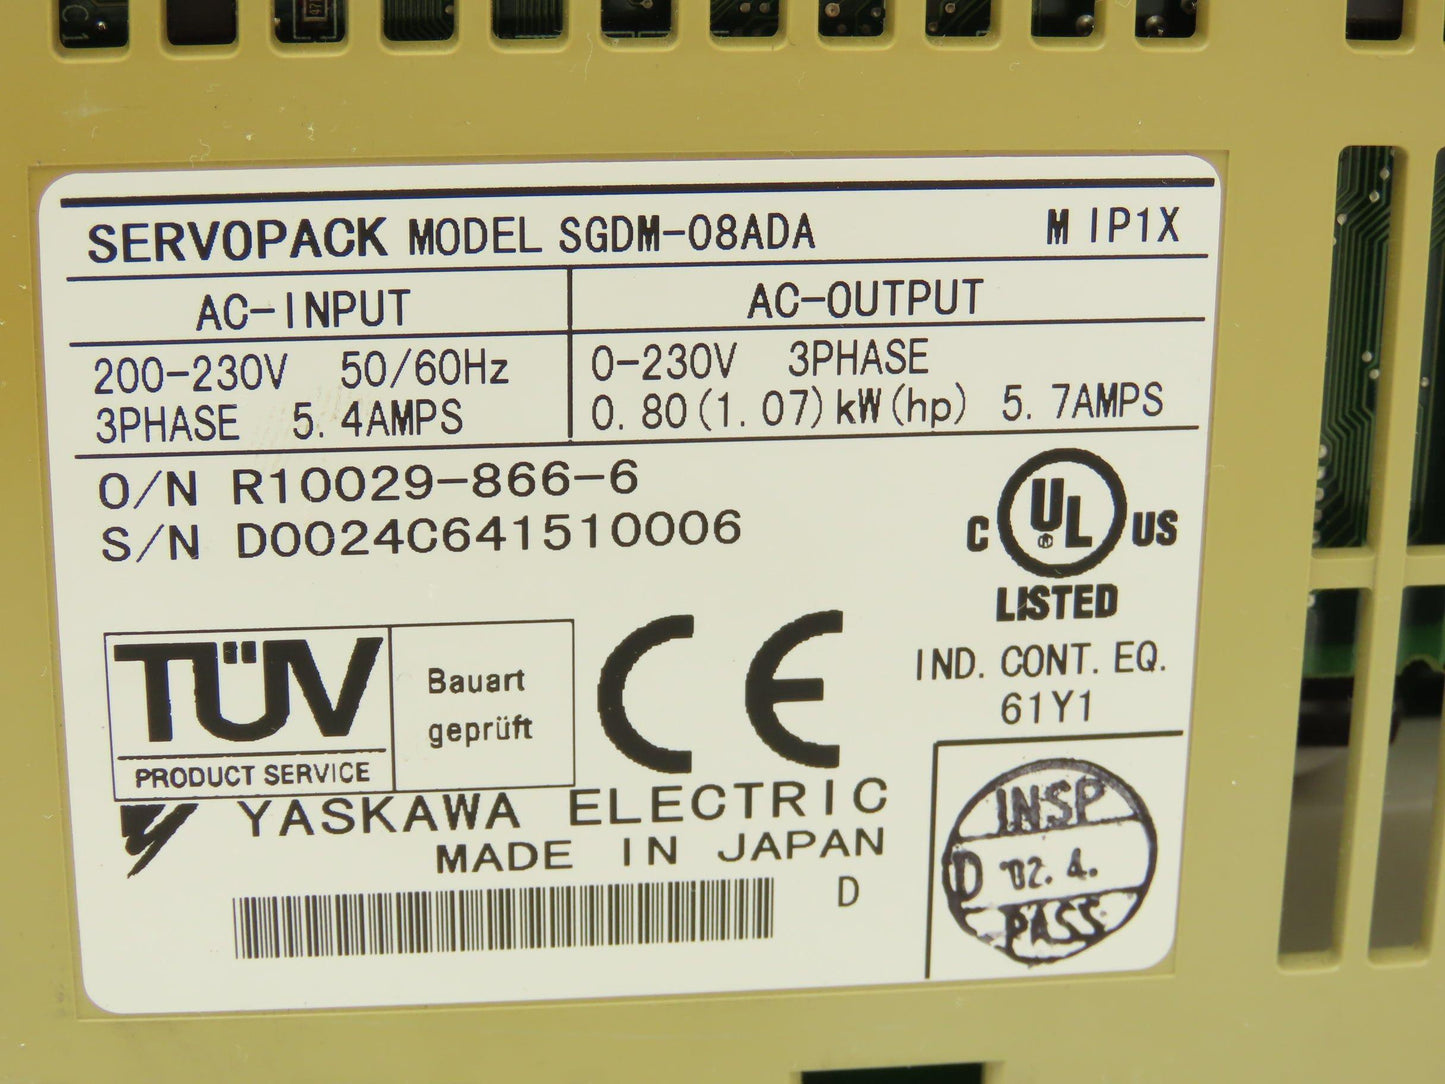 SERVOPACK MODEL SGDM-08ADA M IP1X
AC-INPUT AC-OUTPUT
200-230V 50/60Hz 0-230V 3PHASE
3PHASE 5.4AMPS 0.80(1.07)kW(hp) 5.7AMPS
O/N R10029-866-6
S/N D0024C641510006
C UL US
®
LISTED
IND. CONT. EQ.
61Y1
TÜV
PRODUCT SERVICE
Bauart
geprüft
CE
YASKAWA ELECTRIC
MADE IN JAPAN
D
INSP
D '02.4.
PASS